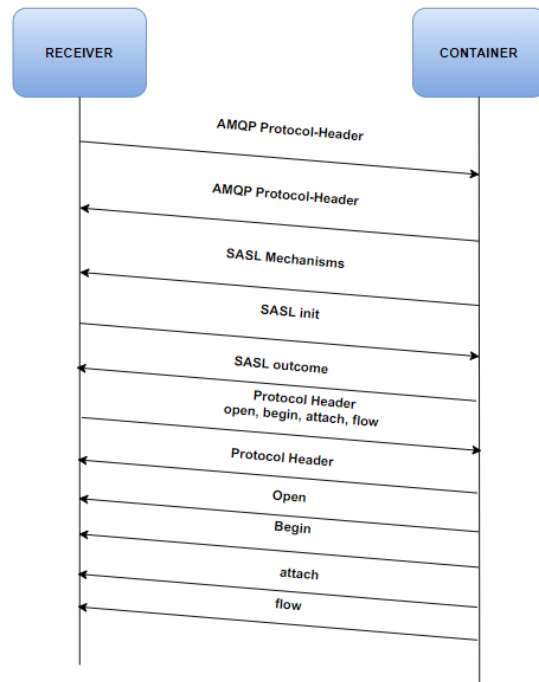 RECEIVER
CONTAINER
AMQP Protocol-Header
AMQP Protocol-Header
SASL Mechanisms
SASL init
SASL outcome
Protocol Header
open, begin, attach, flow
Protocol Header
Open
Begin
attach
flow